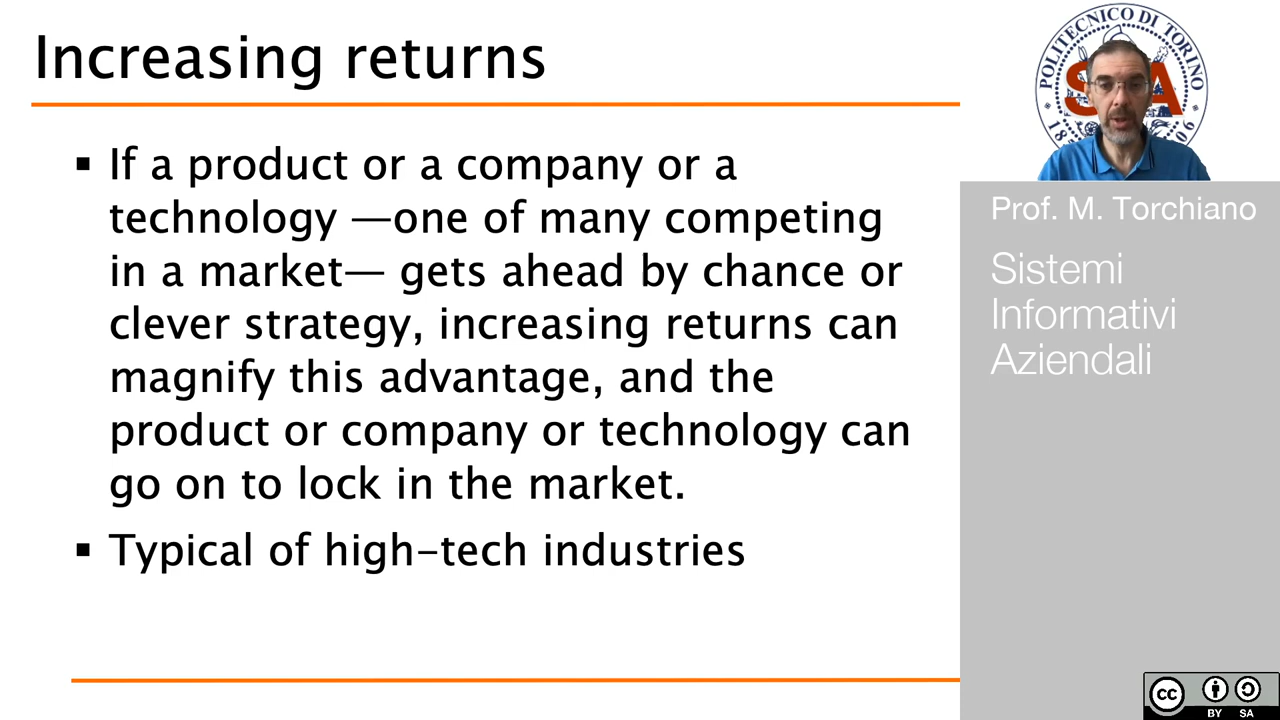 Increasing returns
▪ If a product or a company or a
technology —one of many competing
in a market— gets ahead by chance or
clever strategy, increasing returns can
magnify this advantage, and the
product or company or technology can
go on to lock in the market.
▪ Typical of high-tech industries
POLITECNICO DI TORINO
Prof. M. Torchiano
Sistemi
Informativi
Aziendali
cc
BY SA